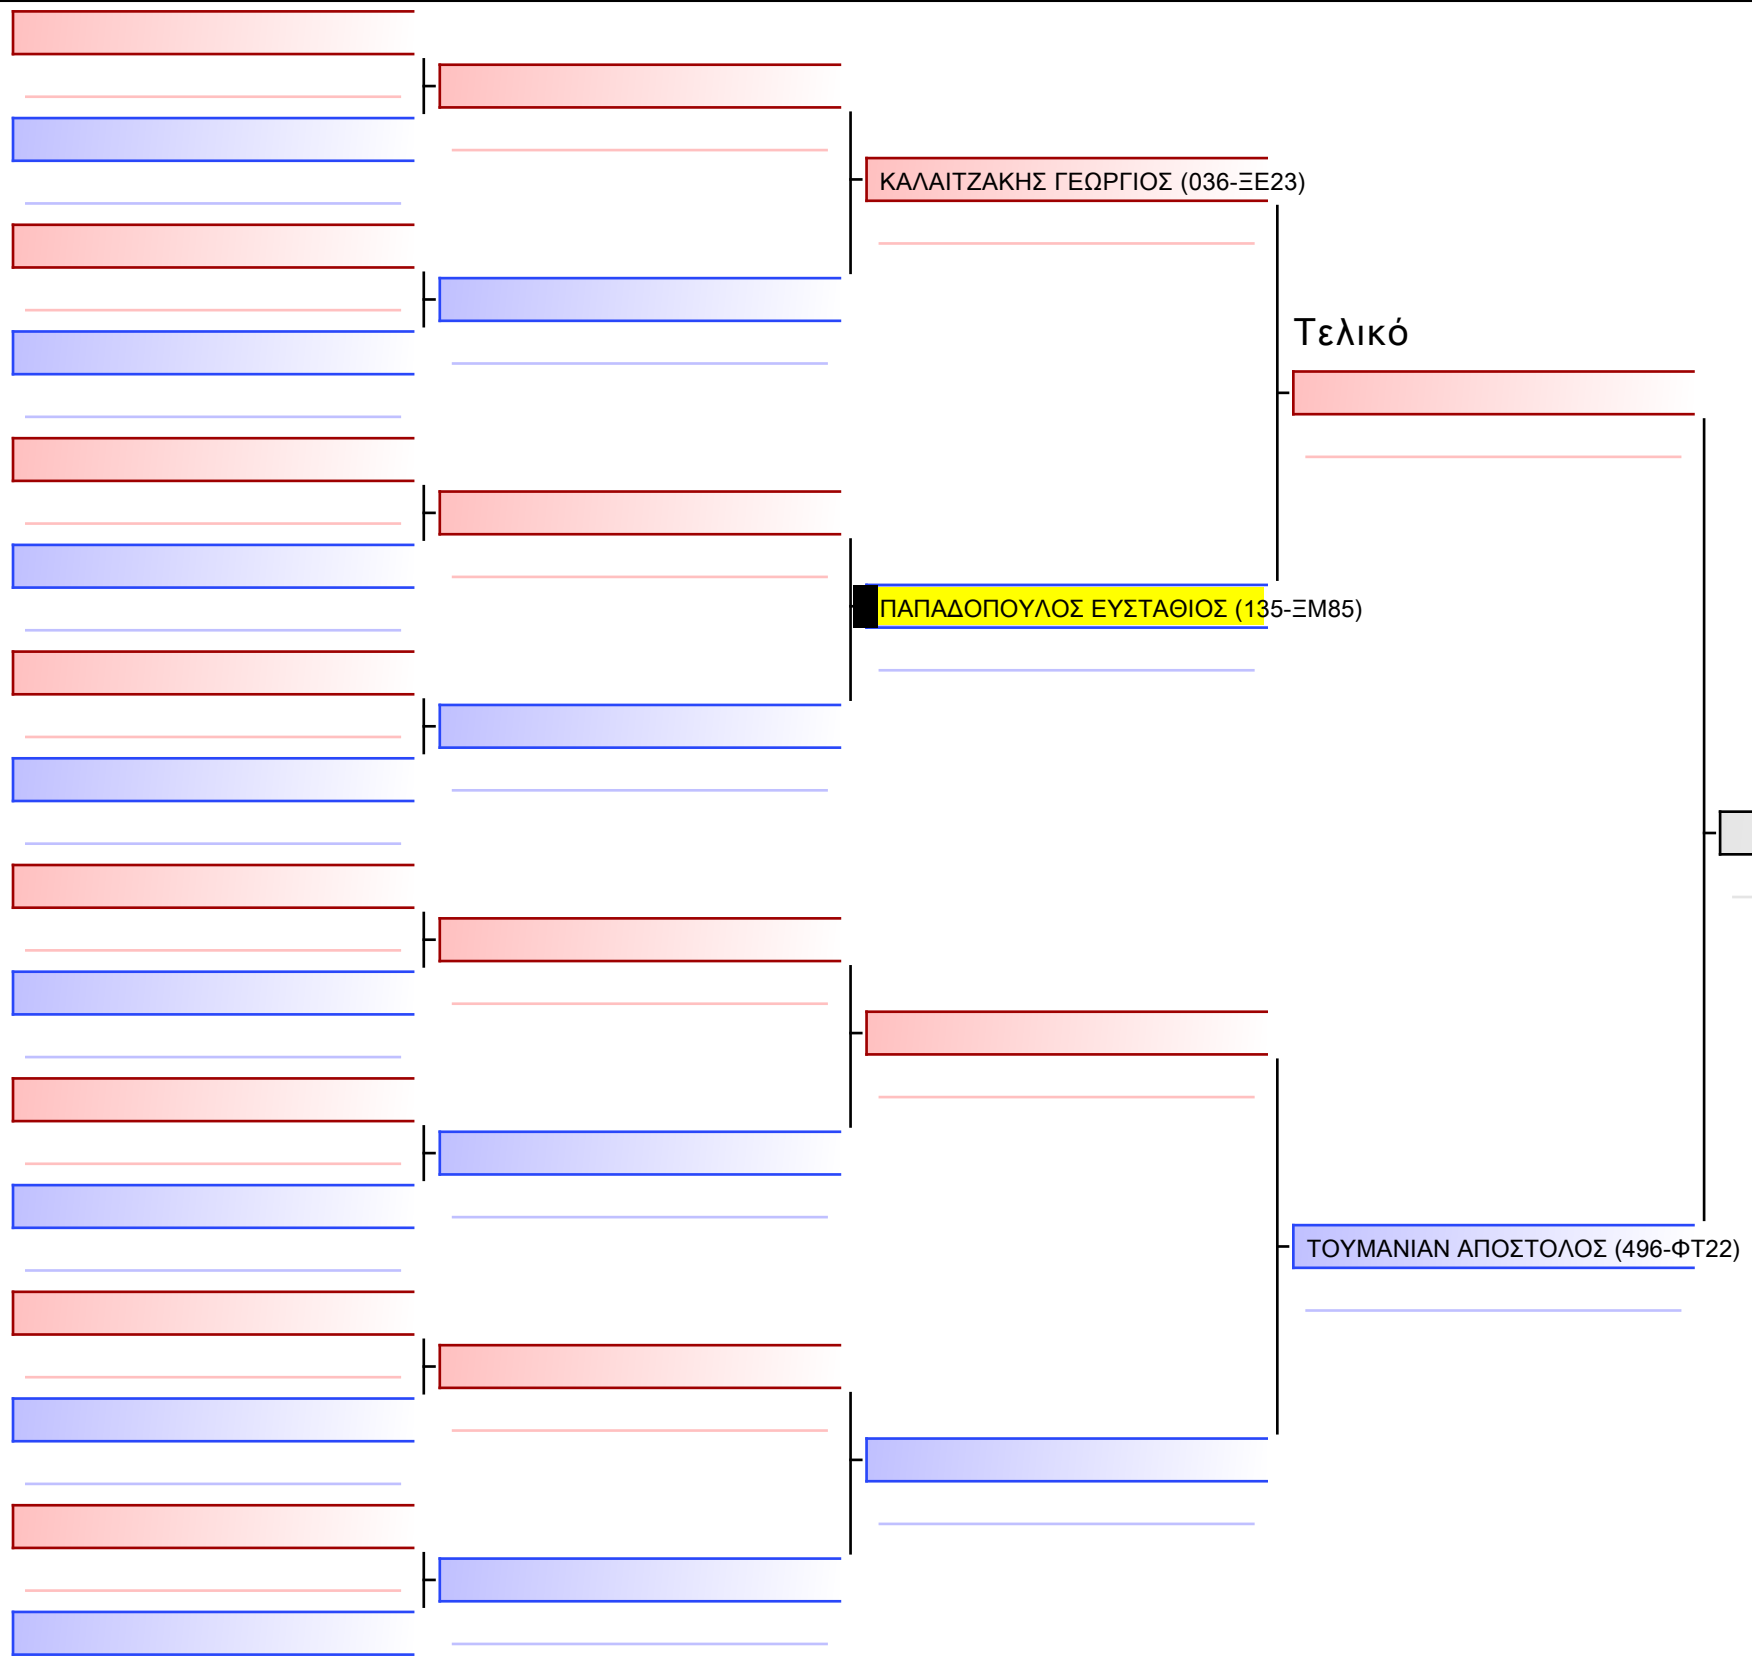 ΚΑΛΑΙΤΖΑΚΗΣ ΓΕΩΡΓΙΟΣ (036-ΞΕ23)
Τελικό
ΠΑΠΑΔΟΠΟΥΛΟΣ ΕΥΣΤΑΘΙΟΣ (135-ΞΜ85)
ΤΟΥΜΑΝΙΑΝ ΑΠΟΣΤΟΛΟΣ (496-ΦΤ22)